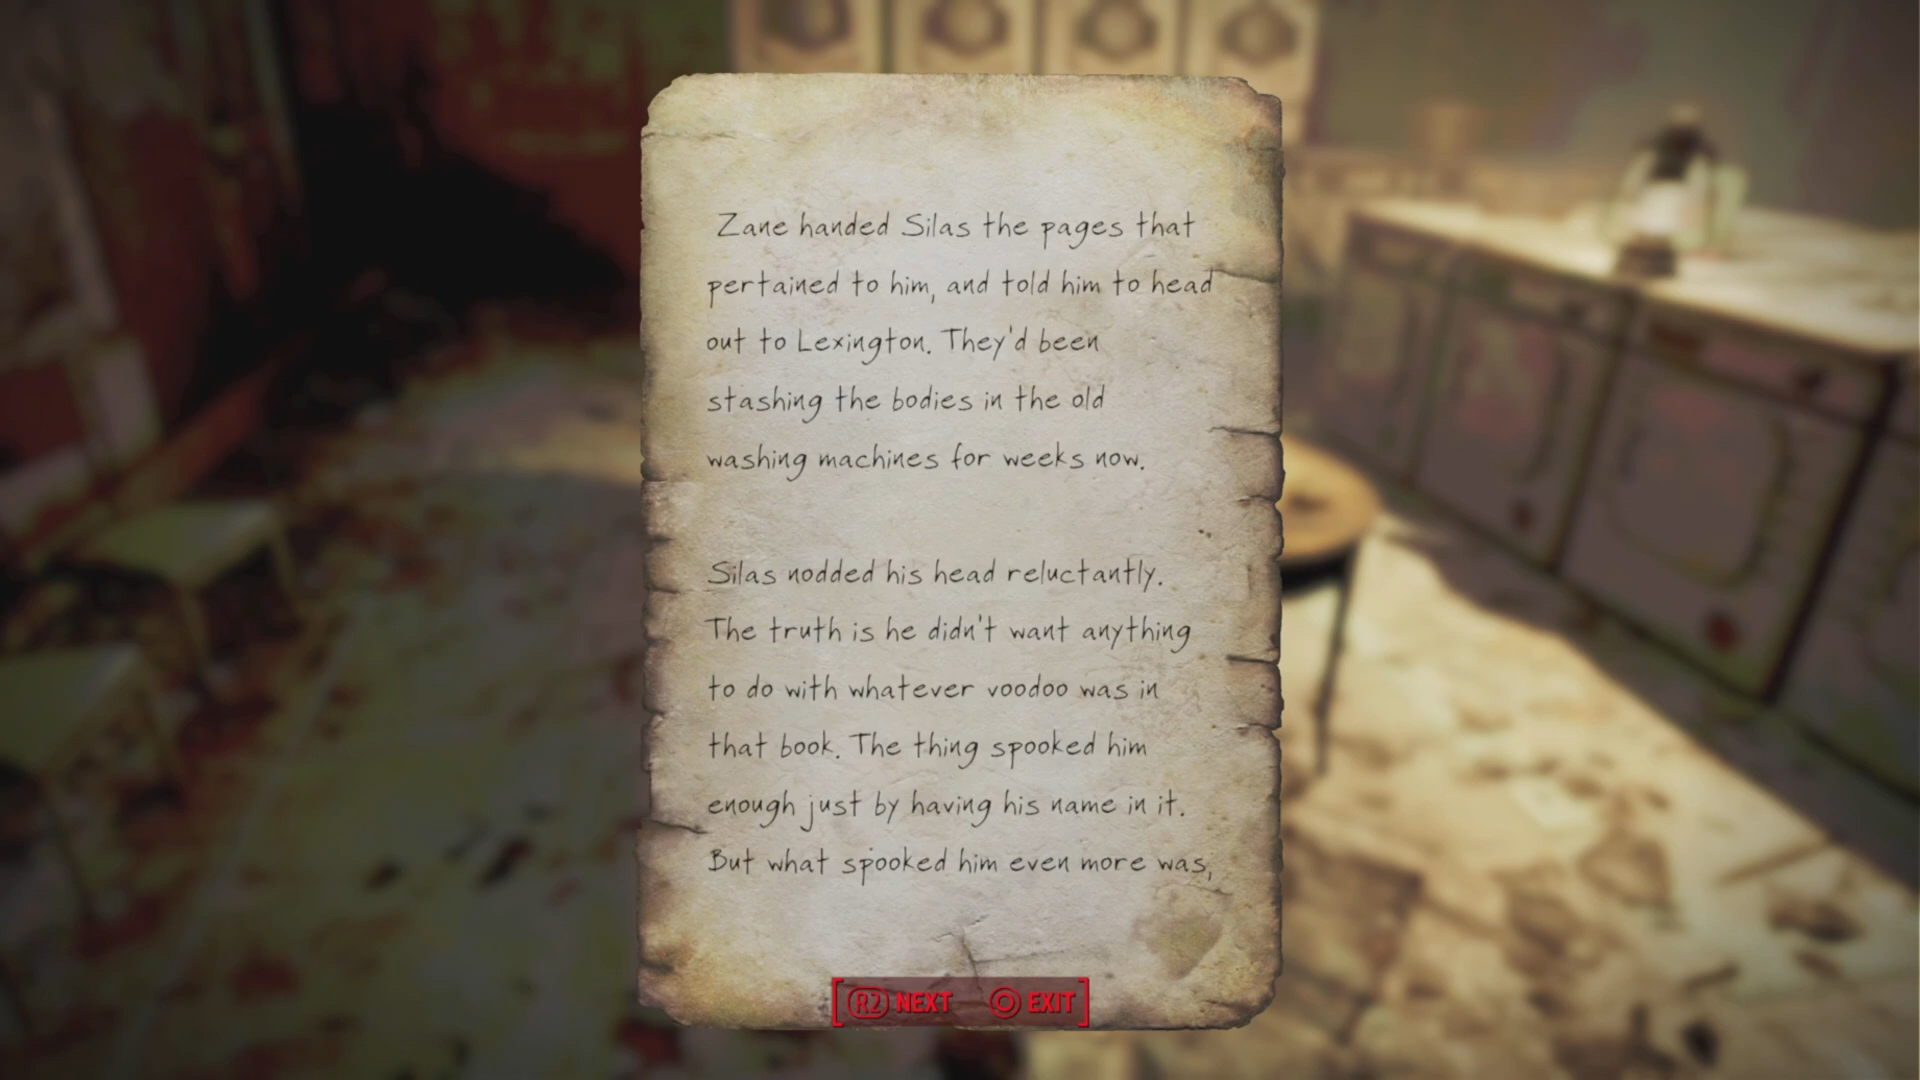 Zane handed Silas the pages that
pertained to him, and told him to head
out to Lexington. They'd been
stashing the bodies in the old
washing machines for weeks now.
Silas nodded his head reluctantly.
The truth is he didn't want anything
to do with whatever voodoo was in
that book. The thing spooked him
enough just by having his name in it.
But what spooked him even more was,
R2 NEXT EXIT